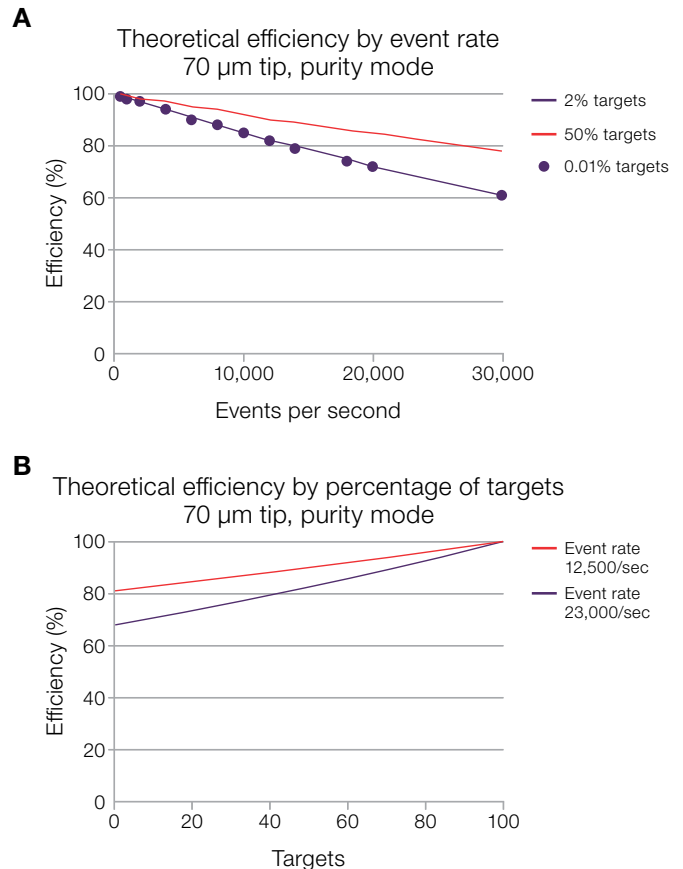 A
Theoretical efficiency by event rate
70 µm tip, purity mode
100
80
60
40
20
0
Efficiency (%)
0
10,000
20,000
30,000
Events per second
2% targets
50% targets
0.01% targets
B
Theoretical efficiency by percentage of targets
70 µm tip, purity mode
100
80
60
40
20
0
Efficiency (%)
0
20
40
60
80
100
Targets
Event rate
12,500/sec
Event rate
23,000/sec